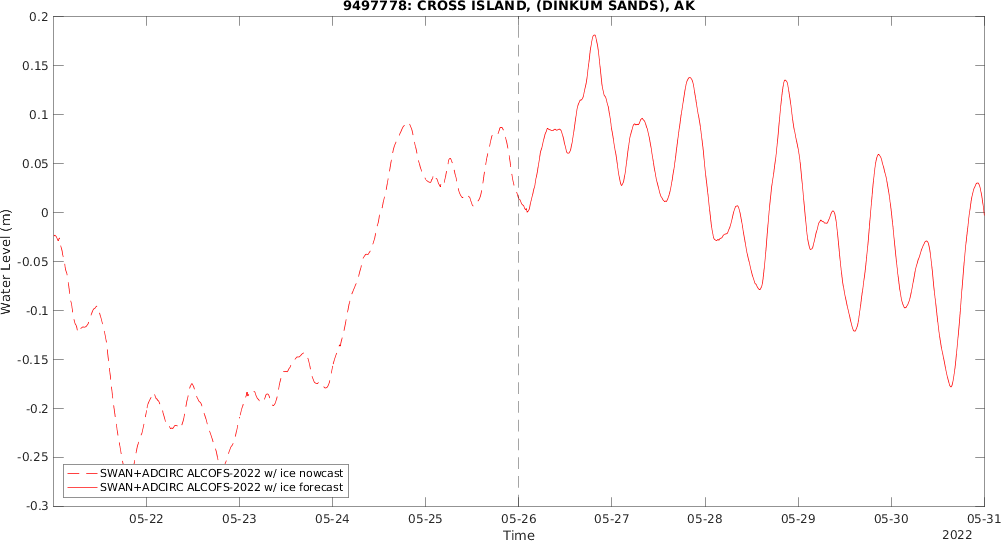 9497778: CROSS ISLAND, (DINKUM SANDS), AK
0.2
0.15
0.1
0.05
0
-0.05
-0.1
-0.15
-0.2
-0.25
-0.3
Water Level (m)
SWAN+ADCIRC ALCOFS-2022 w/ ice nowcast
SWAN+ADCIRC ALCOFS-2022 w/ ice forecast
05-22 05-23 05-24 05-25 05-26 05-27 05-28 05-29 05-30 05-31
Time
2022